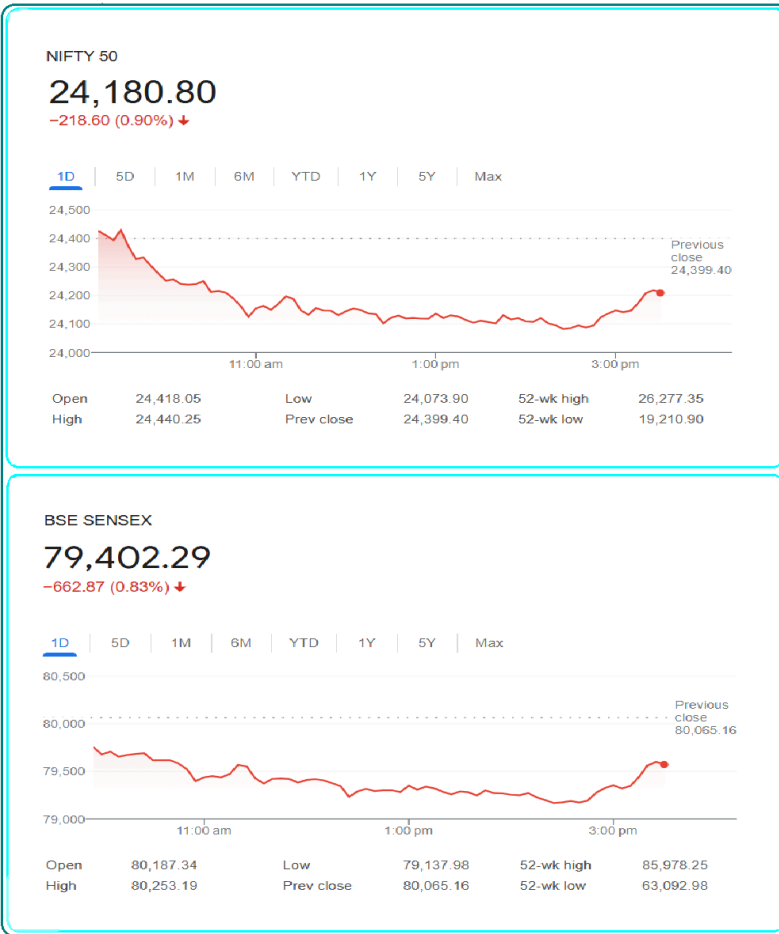 NIFTY 50
24,180.80
−218.60 (0.90%) ↓
1D 5D 1M 6M YTD 1Y 5Y Max
24,500
24,400
24,300
24,200
24,100
24,000
Previous
close
24,399.40
11:00 am 1:00 pm 3:00 pm
Open 24,418.05 Low 24,073.90 52-wk high 26,277.35
High 24,440.25 Prev close 24,399.40 52-wk low 19,210.90
BSE SENSEX
79,402.29
−662.87 (0.83%) ↓
1D 5D 1M 6M YTD 1Y 5Y Max
80,500
80,000
79,500
79,000
Previous
close
80,065.16
11:00 am 1:00 pm 3:00 pm
Open 80,187.34 Low 79,137.98 52-wk high 85,978.25
High 80,253.19 Prev close 80,065.16 52-wk low 63,092.98